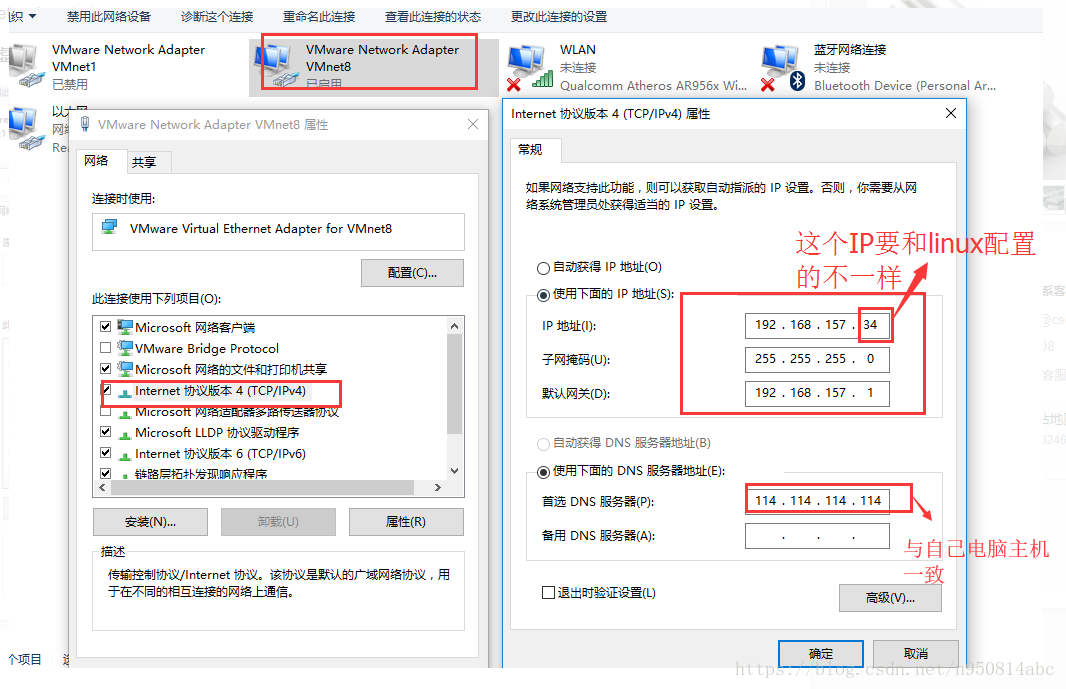 织 禁用此网络设备 诊断这个连接 重命名此连接 查看此连接的状态 更改此连接的设置
VMware Network Adapter
VMnet1
已禁用
VMware Network Adapter
VMnet8
已启用
WLAN
未连接
Qualcomm Atheros AR956x Wi...
蓝牙网络连接
未连接
Bluetooth Device (Personal Ar...
以太网
网络
Rea
VMware Network Adapter VMnet8 属性
网络 共享
连接时使用:
VMware Virtual Ethernet Adapter for VMnet8
配置(C)...
此连接使用下列项目(O):
Microsoft 网络客户端
VMware Bridge Protocol
Microsoft 网络的文件和打印机共享
Internet 协议版本 4 (TCP/IPv4)
Microsoft 网络适配器多路传送器协议
Microsoft LLDP 协议驱动程序
Internet 协议版本 6 (TCP/IPv6)
链路层拓扑发现响应程序
安装(N)... 卸载(U) 属性(R)
描述
传输控制协议/Internet 协议。该协议是默认的广域网络协议，用
于在不同的相互连接的网络上通信。
个项目
Internet 协议版本 4 (TCP/IPv4) 属性
常规
如果网络支持此功能，则可以获取自动指派的 IP 设置。否则，你需要从网
络系统管理员处获得适当的 IP 设置。
自动获得 IP 地址(O)
使用下面的 IP 地址(S):
IP 地址(I): 192 . 168 . 157 . 34
子网掩码(U): 255 . 255 . 255 . 0
默认网关(D): 192 . 168 . 157 . 1
这个IP要和linux配置
的不一样
自动获得 DNS 服务器地址(B)
使用下面的 DNS 服务器地址(E):
首选 DNS 服务器(P): 114 . 114 . 114 . 114
备用 DNS 服务器(A): . . .
与自己电脑主机
一致
退出时验证设置(L)
高级(V)...
确定 取消
https://blog.csdn.net/n950814abc